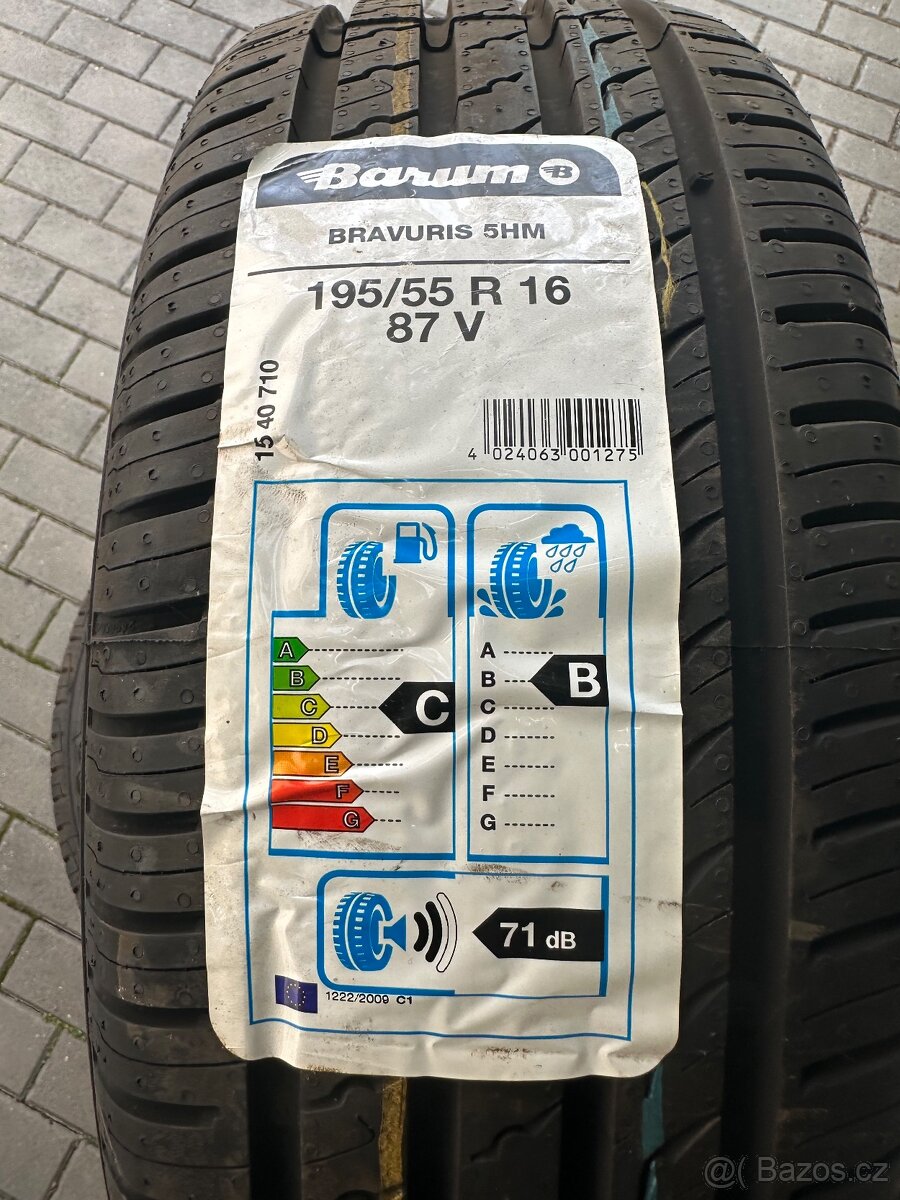 Barum B
BRAVURIS 5HM
195/55 R 16
87 V
15 40 710
4 024063 001275
A
B
C
D
E
F
G
C
A
B
C
D
E
F
G
B
71 dB
1222/2009 C1
@( Bazos.cz